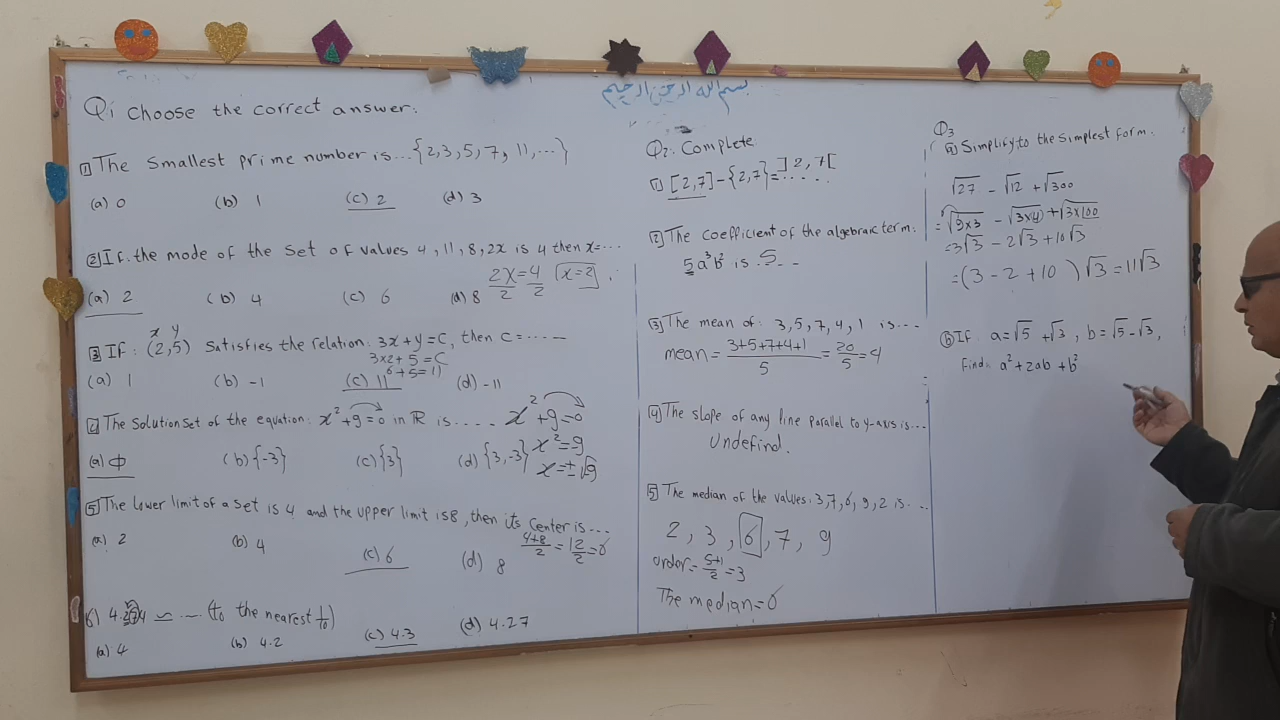 بسم الله الرحمن الرحيم
Q1 Choose the correct answer:
1 The smallest prime number is...{2,3,5,7,11,...}
(a) 0 (b) 1 (c) 2 (d) 3
2 If the mode of the set of values 4,11,8,2x is 4 then x=...
2x/2=4/2 x=2
(a) 2 (b) 4 (c) 6 (d) 8
x y
3 If: (2,5) satisfies the relation: 3x+y=C, then C=.....
3x2+5=C
6+5=11
(a) 1 (b) -1 (c) 11 (d) -11
4 The solution set of the equation: x²+9=0 in R is..... x²+9=0
x²=-9
(a) ϕ (b) {-3} (c) {3} (d) {3,-3} x=±√-9
5 The lower limit of a set is 4 and the upper limit is 8, then its center is...
(a) 2 (b) 4 (c) 6 (d) 8 4+8/2=12/2=6
≃ ... (to the nearest 1/10)
(a) 4 (b) 4.2 (c) 4.3 (d) 4.27
Q2: Complete
1) [2,7]-{2,7}=]2,7[
2 The coefficient of the algebraic term:
5a³b² is .5..
3 The mean of: 3,5,7,4,1 is...
mean=3+5+7+4+1/5=20/5=4
4 The slope of any line parallel to y-axis is...
Undefind.
5 The median of the values: 3,7,6,9,2 is...
2, 3, 6, 7, 9
order=5+1/2=3
The median=6
Q3
a) Simplify to the simplest form:
√27 - √12 + √300
=√9x3 - √3x4 + √3x100
=3√3 - 2√3 + 10√3
=(3-2+10)√3=11√3
b If: a=√5+√3, b=√5-√3,
find: a²+2ab+b²